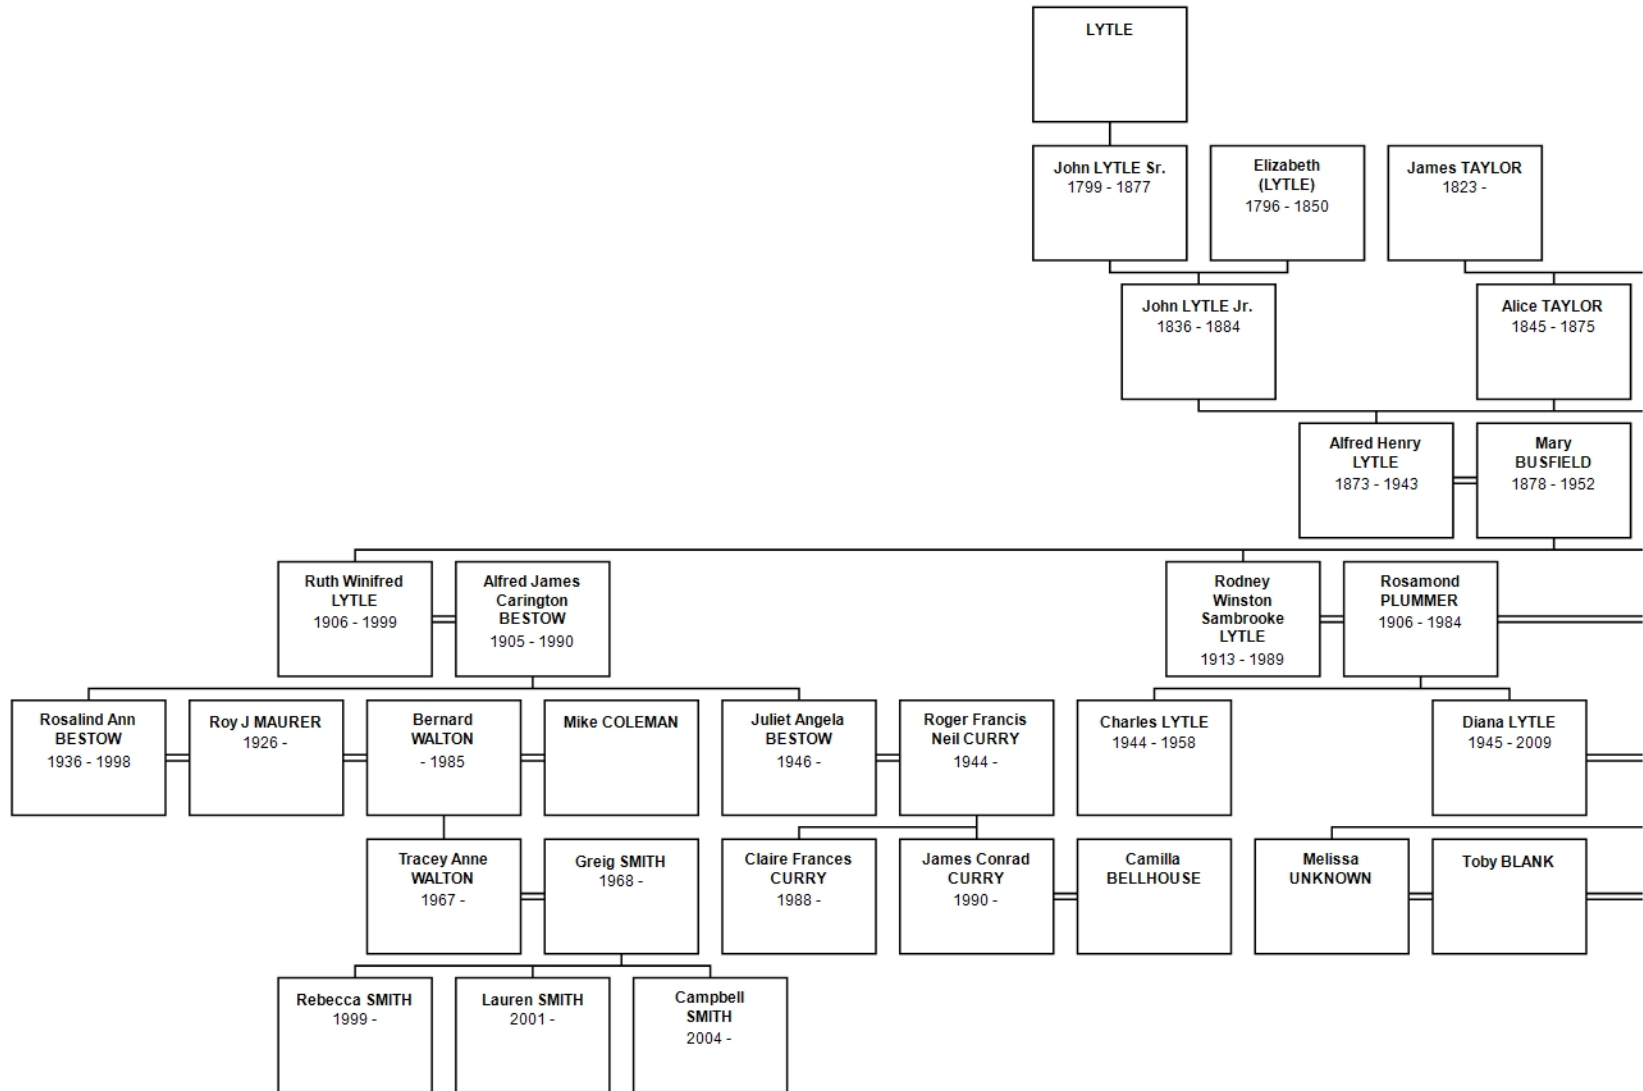 LYTLE
John LYTLE Sr.
1799 - 1877
Elizabeth
(LYTLE)
1796 - 1850
James TAYLOR
1823 -
John LYTLE Jr.
1836 - 1884
Alice TAYLOR
1845 - 1875
Alfred Henry
LYTLE
1873 - 1943
Mary
BUSFIELD
1878 - 1952
Ruth Winifred
LYTLE
1906 - 1999
Alfred James
Carington
BESTOW
1905 - 1990
Rodney
Winston
Sambrooke
LYTLE
1913 - 1989
Rosamond
PLUMMER
1906 - 1984
Rosalind Ann
BESTOW
1936 - 1998
Roy J MAURER
1926 -
Bernard
WALTON
- 1985
Mike COLEMAN
Juliet Angela
BESTOW
1946 -
Roger Francis
Neil CURRY
1944 -
Charles LYTLE
1944 - 1958
Diana LYTLE
1945 - 2009
Tracey Anne
WALTON
1967 -
Greig SMITH
1968 -
Claire Frances
CURRY
1988 -
James Conrad
CURRY
1990 -
Camilla
BELLHOUSE
Melissa
UNKNOWN
Toby BLANK
Rebecca SMITH
1999 -
Lauren SMITH
2001 -
Campbell
SMITH
2004 -